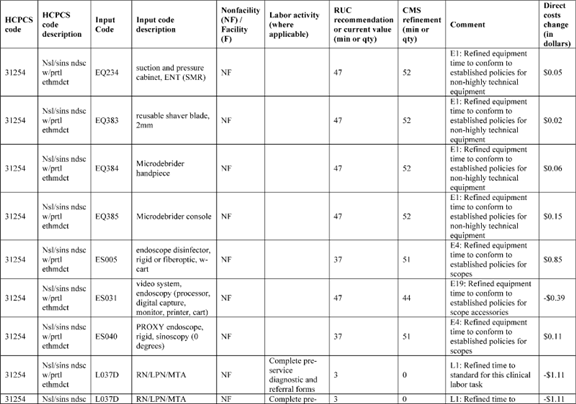 HCPCS code | HCPCS code description | Input Code | Input code description | Nonfacility (NF) / Facility (F) | Labor activity (where applicable) | RUC recommendation or current value (min or qty) | CMS refinement (min or qty) | Comment | Direct costs change (in dollars)
31254 | Nsl/sins ndsc w/prtl ethmdct | EQ234 | suction and pressure cabinet, ENT (SMR) | NF | | 47 | 52 | E1: Refined equipment time to conform to established policies for non-highly technical equipment | $0.05
31254 | Nsl/sins ndsc w/prtl ethmdct | EQ383 | reusable shaver blade, 2mm | NF | | 47 | 52 | E1: Refined equipment time to conform to established policies for non-highly technical equipment | $0.02
31254 | Nsl/sins ndsc w/prtl ethmdct | EQ384 | Microdebrider handpiece | NF | | 47 | 52 | E1: Refined equipment time to conform to established policies for non-highly technical equipment | $0.06
31254 | Nsl/sins ndsc w/prtl ethmdct | EQ385 | Microdebrider console | NF | | 47 | 52 | E1: Refined equipment time to conform to established policies for non-highly technical equipment | $0.15
31254 | Nsl/sins ndsc w/prtl ethmdct | ES005 | endoscope disinfector, rigid or fiberoptic, w-cart | NF | | 37 | 51 | E4: Refined equipment time to conform to established policies for scopes | $0.85
31254 | Nsl/sins ndsc w/prtl ethmdct | ES031 | video system, endoscopy (processor, digital capture, monitor, printer, cart) | NF | | 47 | 44 | E19: Refined equipment time to conform to established policies for scope accessories | -$0.39
31254 | Nsl/sins ndsc w/prtl ethmdct | ES040 | PROXY endoscope, rigid, sinoscopy (0 degrees) | NF | | 37 | 51 | E4: Refined equipment time to conform to established policies for scopes | $0.11
31254 | Nsl/sins ndsc w/prtl ethmdct | L037D | RN/LPN/MTA | NF | Complete pre-service diagnostic and referral forms | 3 | 0 | L1: Refined time to standard for this clinical labor task | -$1.11
31254 | Nsl/sins ndsc | L037D | RN/LPN/MTA | NF | Complete pre- | 3 | 0 | L1: Refined time to | -$1.11